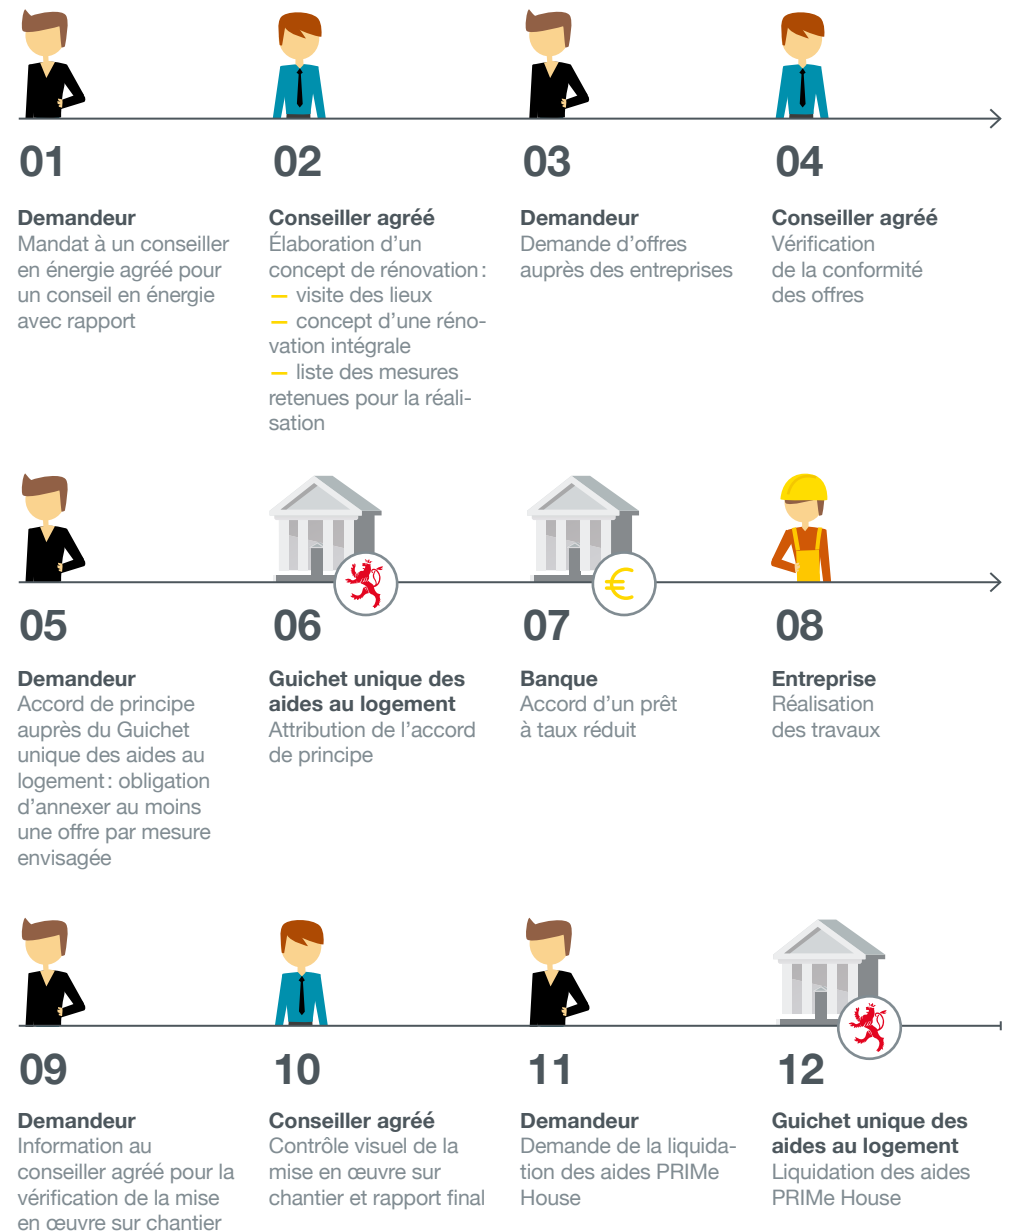 01
Demandeur
Mandat à un conseiller
en énergie agréé pour
un conseil en énergie
avec rapport
02
Conseiller agréé
Élaboration d'un
concept de rénovation :
— visite des lieux
— concept d'une réno-
vation intégrale
— liste des mesures
retenues pour la réali-
sation
03
Demandeur
Demande d'offres
auprès des entreprises
04
Conseiller agréé
Vérification
de la conformité
des offres
05
Demandeur
Accord de principe
auprès du Guichet
unique des aides au
logement : obligation
d'annexer au moins
une offre par mesure
envisagée
06
Guichet unique des
aides au logement
Attribution de l'accord
de principe
€
07
Banque
Accord d'un prêt
à taux réduit
08
Entreprise
Réalisation
des travaux
09
Demandeur
Information au
conseiller agréé pour la
vérification de la mise
en œuvre sur chantier
10
Conseiller agréé
Contrôle visuel de la
mise en œuvre sur
chantier et rapport final
11
Demandeur
Demande de la liquida-
tion des aides PRIMe
House
12
Guichet unique des
aides au logement
Liquidation des aides
PRIMe House